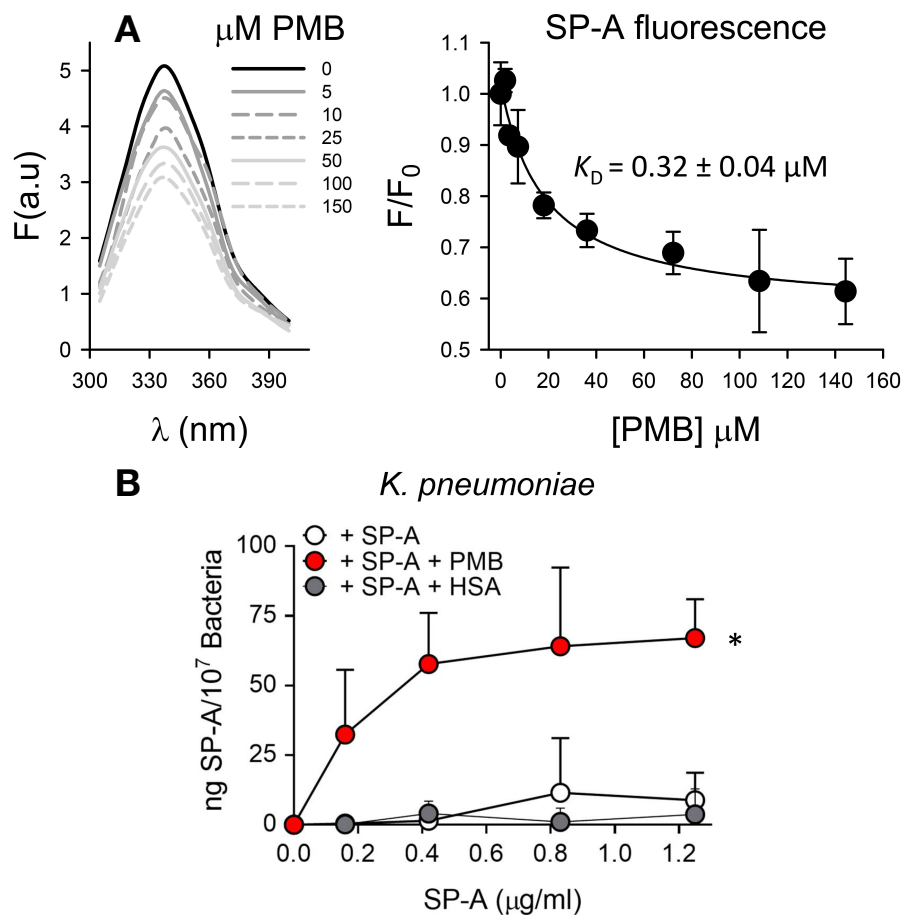 A
μM PMB
0
5
10
25
50
100
150
F(a.u)
5
4
3
2
1
0
300 330 360 390
λ (nm)
SP-A fluorescence
K_D = 0.32 ± 0.04 μM
F/F₀
1.1
1.0
0.9
0.8
0.7
0.6
0.5
0 20 40 60 80 100 120 140 160
[PMB] μM
B
K. pneumoniae
+ SP-A
+ SP-A + PMB
+ SP-A + HSA
ng SP-A/10⁷ Bacteria
100
75
50
25
0
*
0.0 0.2 0.4 0.6 0.8 1.0 1.2
SP-A (μg/ml)